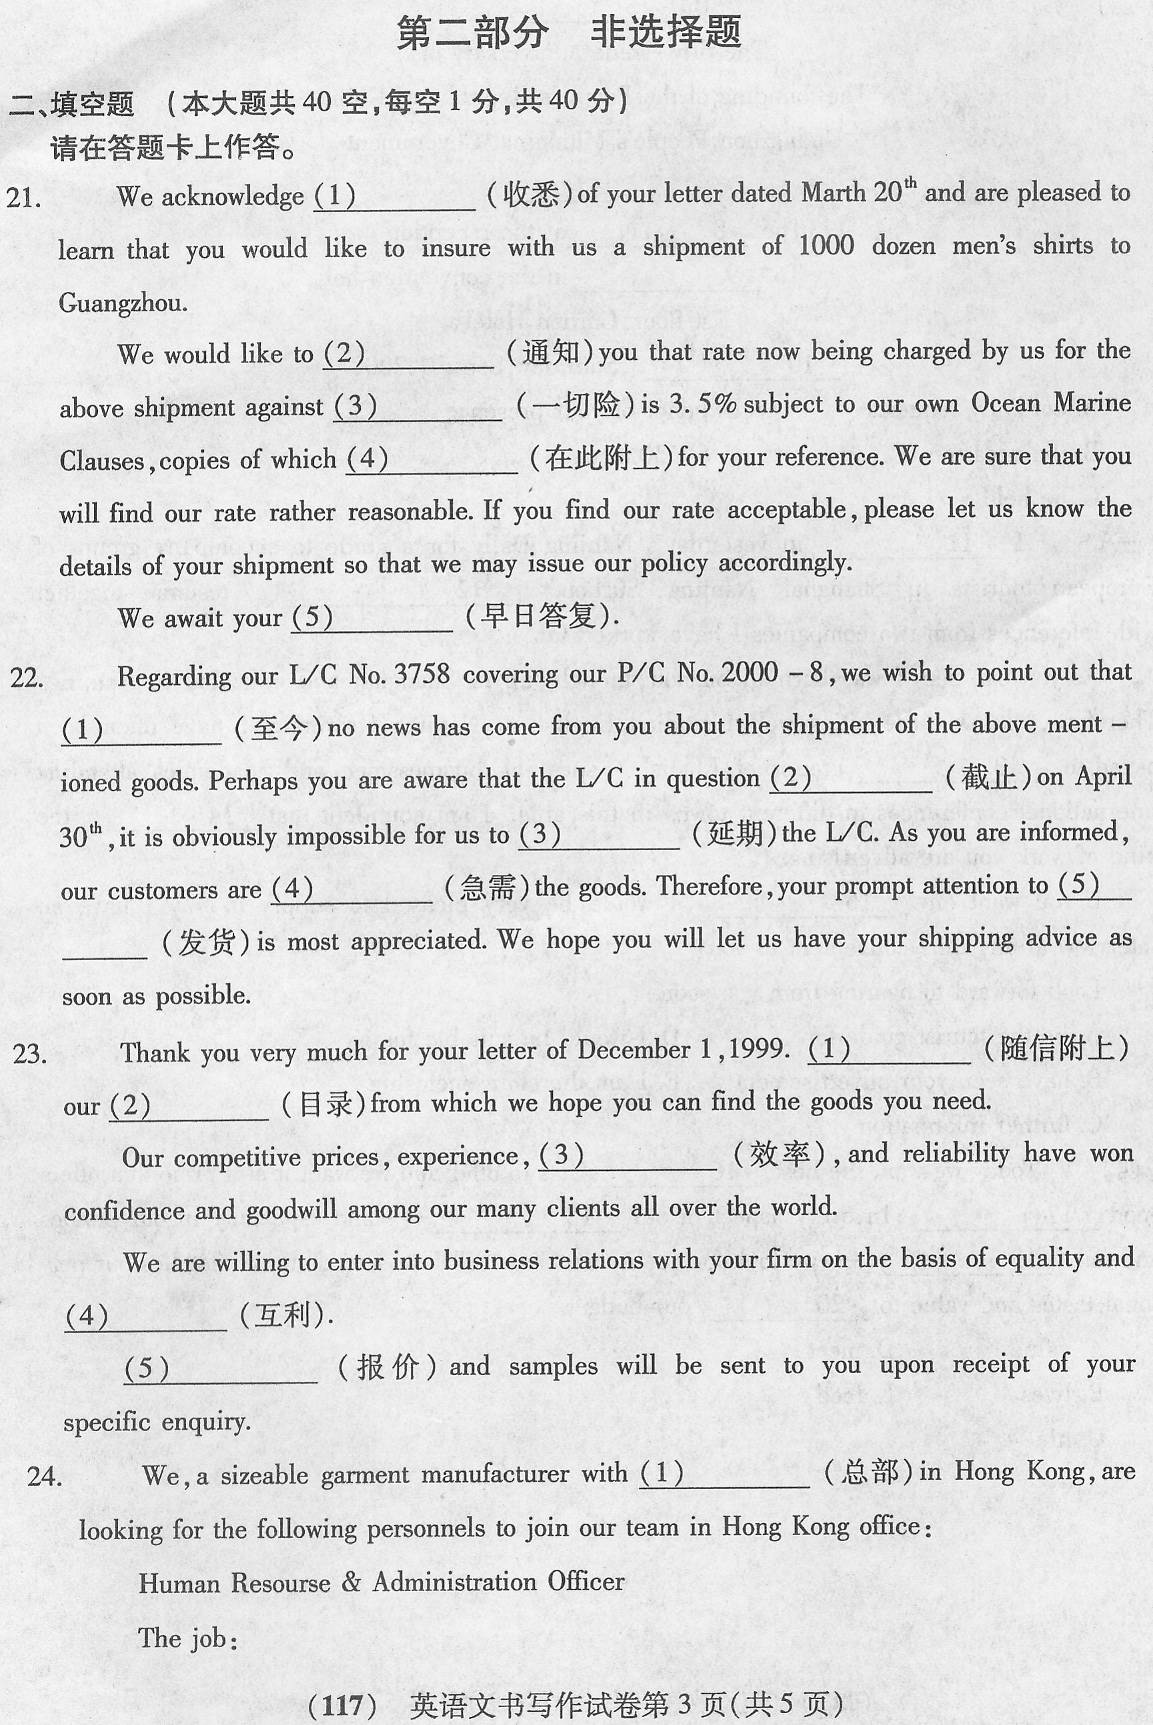 第二部分 非选择题
二、填空题 (本大题共40空,每空1分,共40分)
请在答题卡上作答。
21. We acknowledge (1)________ (收悉)of your letter dated Marth 20th and are pleased to
learn that you would like to insure with us a shipment of 1000 dozen men's shirts to
Guangzhou.
We would like to (2)________ (通知)you that rate now being charged by us for the
above shipment against (3)________ (一切险)is 3.5% subject to our own Ocean Marine
Clauses,copies of which (4)________ (在此附上)for your reference. We are sure that you
will find our rate rather reasonable. If you find our rate acceptable,please let us know the
details of your shipment so that we may issue our policy accordingly.
We await your (5)________ (早日答复).
22. Regarding our L/C No. 3758 covering our P/C No. 2000-8,we wish to point out that
(1)________ (至今)no news has come from you about the shipment of the above ment-
ioned goods. Perhaps you are aware that the L/C in question (2)________ (截止)on April
30th,it is obviously impossible for us to (3)________ (延期)the L/C. As you are informed,
our customers are (4)________ (急需)the goods. Therefore,your prompt attention to (5)__
______ (发货)is most appreciated. We hope you will let us have your shipping advice as
soon as possible.
23. Thank you very much for your letter of December 1,1999. (1)________ (随信附上)
our (2)________ (目录)from which we hope you can find the goods you need.
Our competitive prices,experience,(3)________ (效率),and reliability have won
confidence and goodwill among our many clients all over the world.
We are willing to enter into business relations with your firm on the basis of equality and
(4)________ (互利).
(5)________ (报价)and samples will be sent to you upon receipt of your
specific enquiry.
24. We,a sizeable garment manufacturer with (1)________ (总部)in Hong Kong,are
looking for the following personnels to join our team in Hong Kong office:
Human Resourse & Administration Officer
The job:
(117) 英语文书写作试卷第3页(共5页)